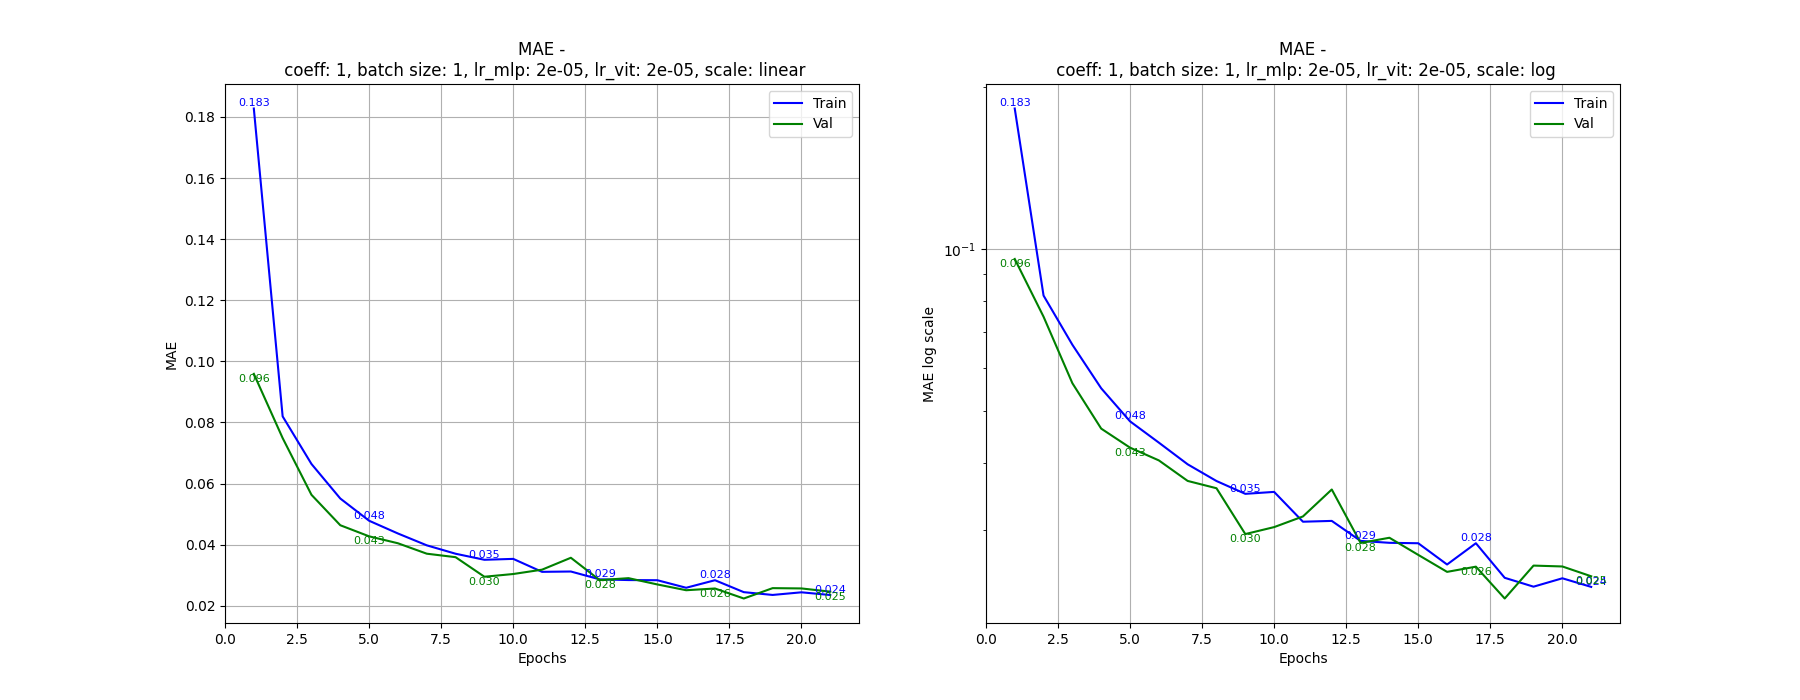 MAE -
coeff: 1, batch size: 1, lr_mlp: 2e-05, lr_vit: 2e-05, scale: linear
Train
Val
MAE
0.18
0.16
0.14
0.12
0.10
0.08
0.06
0.04
0.02
0.183
0.096
0.048
0.043
0.035
0.030
0.029
0.028
0.028
0.026
0.024
0.025
0.0 2.5 5.0 7.5 10.0 12.5 15.0 17.5 20.0
Epochs
MAE -
coeff: 1, batch size: 1, lr_mlp: 2e-05, lr_vit: 2e-05, scale: log
Train
Val
MAE log scale
10⁻¹
0.183
0.096
0.048
0.043
0.035
0.030
0.029
0.028
0.028
0.026
0.024
0.025
0.0 2.5 5.0 7.5 10.0 12.5 15.0 17.5 20.0
Epochs